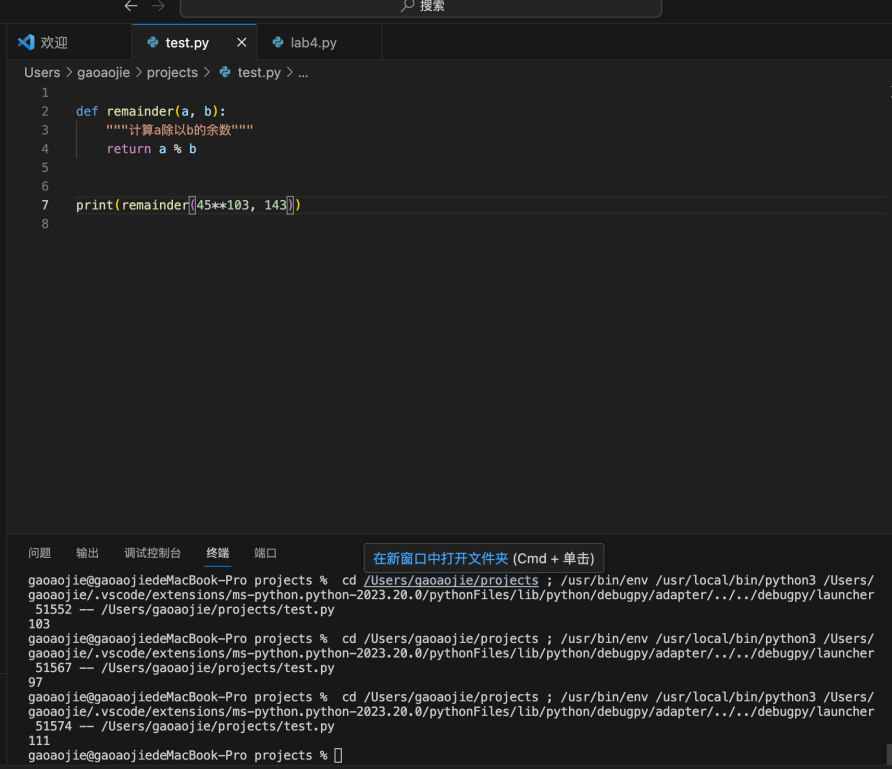 搜索
欢迎 test.py lab4.py
Users > gaoaojie > projects > test.py > ...
1
2 def remainder(a, b):
3 """计算a除以b的余数"""
4 return a % b
5
6
7 print(remainder(45**103, 143))
8
问题 输出 调试控制台 终端 端口
在新窗口中打开文件夹 (Cmd + 单击)
gaoaojie@gaoaojiedeMacBook-Pro projects % cd /Users/gaoaojie/projects ; /usr/bin/env /usr/local/bin/python3 /Users/
gaoaojie/.vscode/extensions/ms-python.python-2023.20.0/pythonFiles/lib/python/debugpy/adapter/../../debugpy/launcher
51552 -- /Users/gaoaojie/projects/test.py
103
gaoaojie@gaoaojiedeMacBook-Pro projects % cd /Users/gaoaojie/projects ; /usr/bin/env /usr/local/bin/python3 /Users/
gaoaojie/.vscode/extensions/ms-python.python-2023.20.0/pythonFiles/lib/python/debugpy/adapter/../../debugpy/launcher
51567 -- /Users/gaoaojie/projects/test.py
97
gaoaojie@gaoaojiedeMacBook-Pro projects % cd /Users/gaoaojie/projects ; /usr/bin/env /usr/local/bin/python3 /Users/
gaoaojie/.vscode/extensions/ms-python.python-2023.20.0/pythonFiles/lib/python/debugpy/adapter/../../debugpy/launcher
51574 -- /Users/gaoaojie/projects/test.py
111
gaoaojie@gaoaojiedeMacBook-Pro projects %